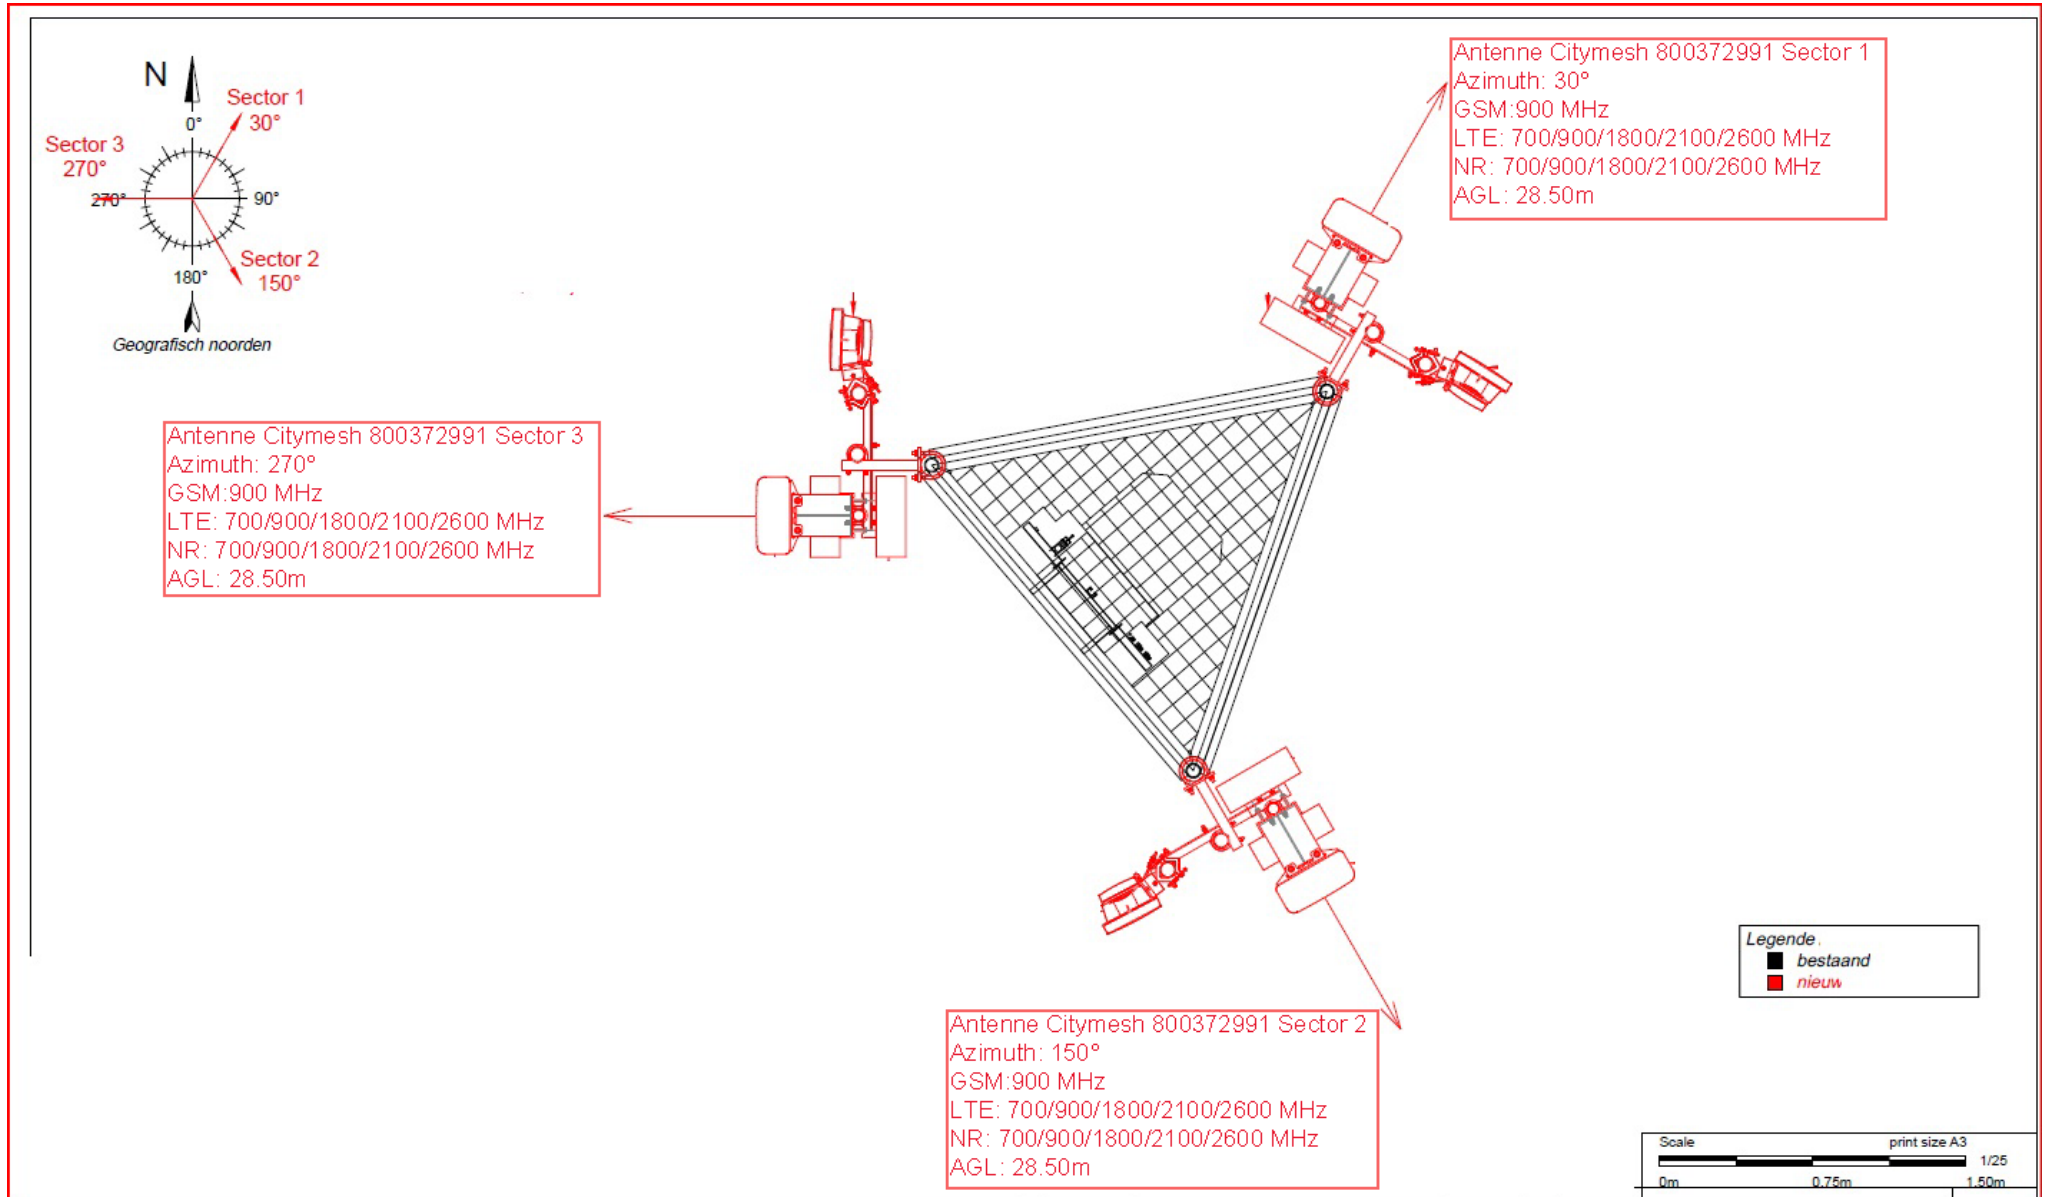 N
0°
Sector 1
30°
Sector 3
270°
270°
90°
Sector 2
150°
180°
Geografisch noorden
Antenne Citymesh 800372991 Sector 1
Azimuth: 30°
GSM:900 MHz
LTE: 700/900/1800/2100/2600 MHz
NR: 700/900/1800/2100/2600 MHz
AGL: 28.50m
Antenne Citymesh 800372991 Sector 3
Azimuth: 270°
GSM:900 MHz
LTE: 700/900/1800/2100/2600 MHz
NR: 700/900/1800/2100/2600 MHz
AGL: 28.50m
Legende.
bestaand
nieuw
Antenne Citymesh 800372991 Sector 2
Azimuth: 150°
GSM:900 MHz
LTE: 700/900/1800/2100/2600 MHz
NR: 700/900/1800/2100/2600 MHz
AGL: 28.50m
Scale print size A3
1/25
0m 0.75m 1.50m